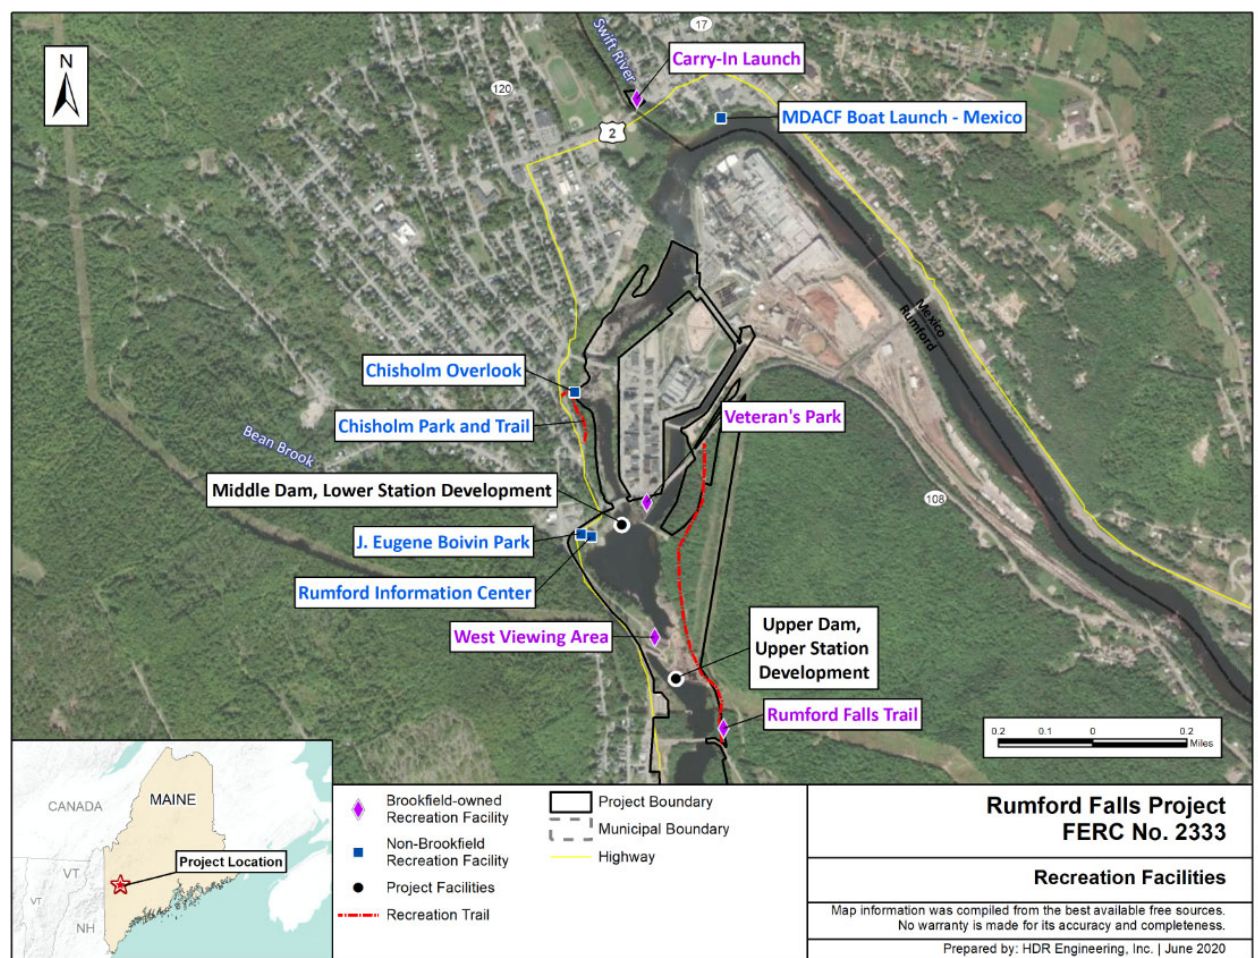 N
17
120
2
108
Swift River
Carry-In Launch
MDACF Boat Launch - Mexico
Mexico
Rumford
Chisholm Overlook
Chisholm Park and Trail
Veteran's Park
Bean Brook
Middle Dam, Lower Station Development
J. Eugene Boivin Park
Rumford Information Center
West Viewing Area
Upper Dam,
Upper Station
Development
Rumford Falls Trail
0.2 0.1 0 0.2
Miles
CANADA
MAINE
Project Location
VT
VT
NH
Brookfield-owned
Recreation Facility
Non-Brookfield
Recreation Facility
Project Facilities
Recreation Trail
Project Boundary
Municipal Boundary
Highway
Rumford Falls Project
FERC No. 2333
Recreation Facilities
Map information was compiled from the best available free sources.
No warranty is made for its accuracy and completeness.
Prepared by: HDR Engineering, Inc. | June 2020